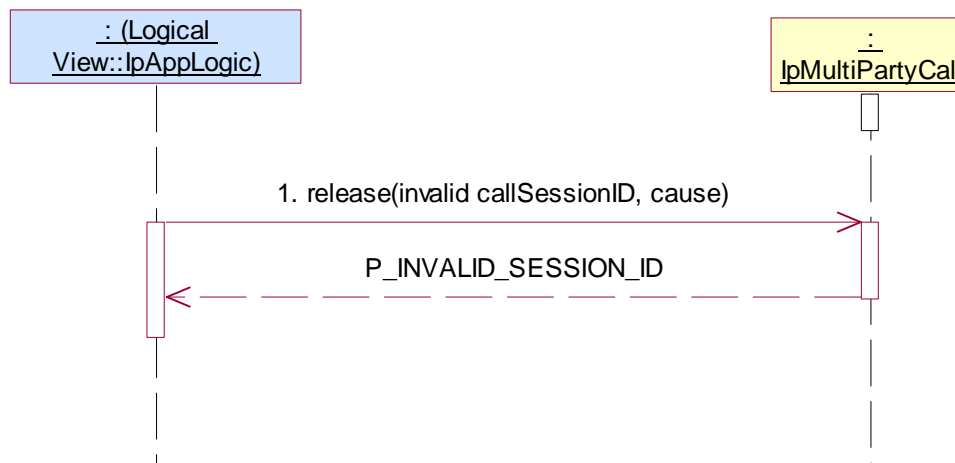 : (Logical
View::IpAppLogic)
:
IpMultiPartyCal
1. release(invalid callSessionID, cause)
P_INVALID_SESSION_ID